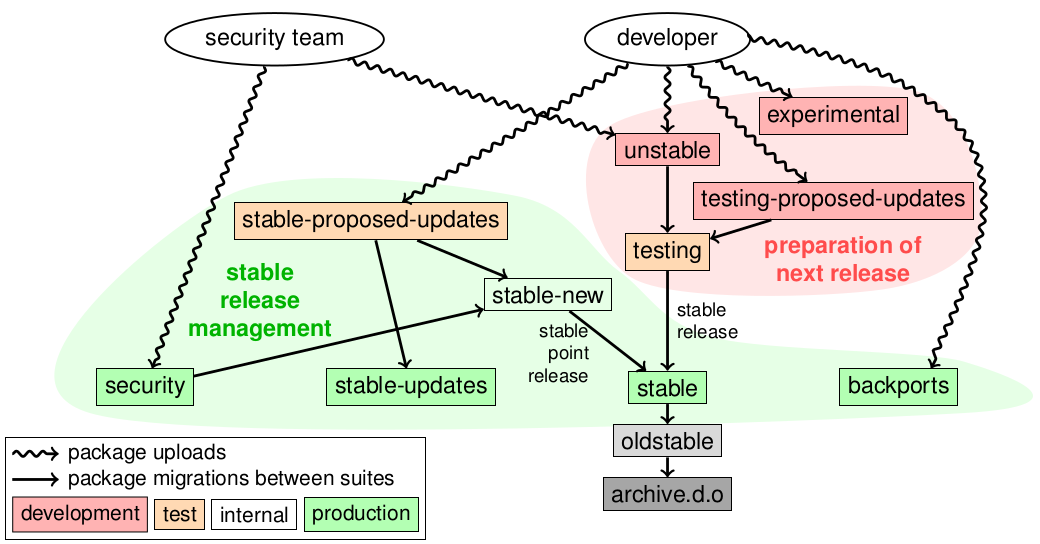 security team
developer
experimental
unstable
testing-proposed-updates
stable-proposed-updates
testing
preparation of
next release
stable
release
management
stable-new
stable
release
stable
point
release
security
stable-updates
stable
backports
oldstable
archive.d.o
package uploads
package migrations between suites
development test internal production